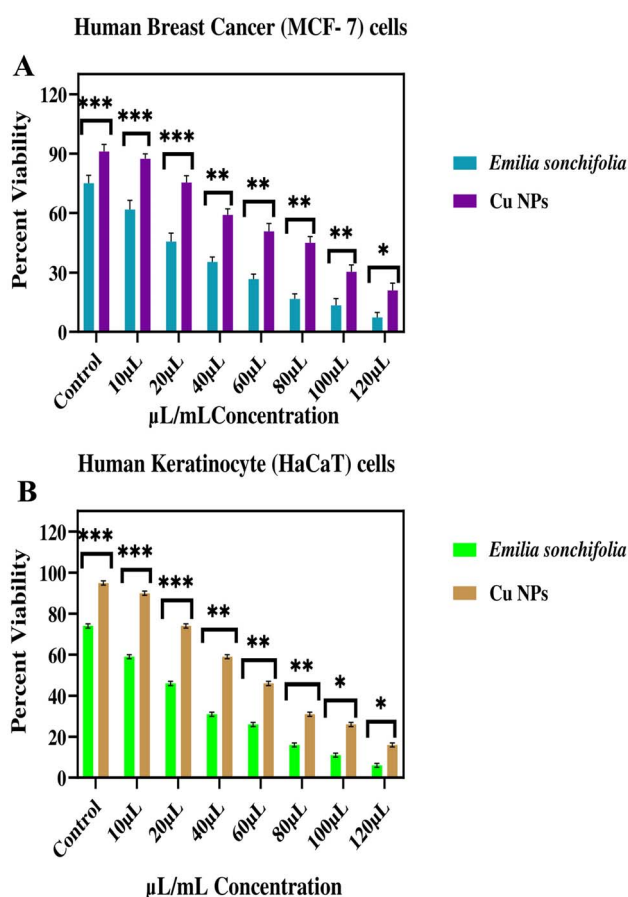 Human Breast Cancer (MCF- 7) cells
A
Percent Viability
120
90
60
30
0
***
***
***
**
**
**
**
*
Control
10µL
20µL
40µL
60µL
80µL
100µL
120µL
µL/mLConcentration
Emilia sonchifolia
Cu NPs
Human Keratinocyte (HaCaT) cells
B
Percent Viability
120
100
80
60
40
20
0
***
***
***
**
**
**
*
*
Control
10µL
20µL
40µL
60µL
80µL
100µL
120µL
µL/mL Concentration
Emilia sonchifolia
Cu NPs